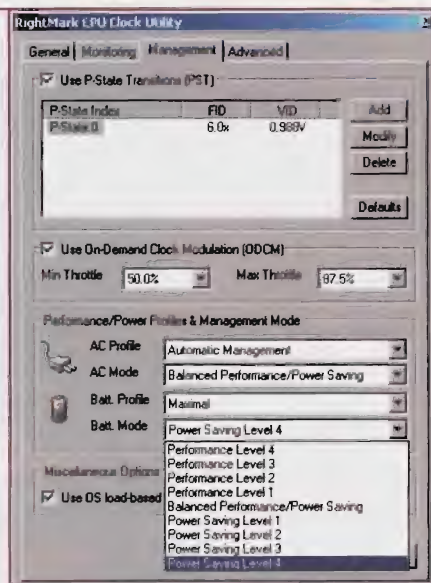 RightMark CPU Clock Utility
General Monitoring Management Advanced
Use P-State Transitions (PST)
P-State Index FID VID
P-State 0 6.0x 0.988V
Add
Modify
Delete
Defaults
Use On-Demand Clock Modulation (ODCM)
Min Throttle 50.0% Max Throttle 87.5%
Performance/Power Profiles & Management Mode
AC Profile Automatic Management
AC Mode Balanced Performance/Power Saving
Batt. Profile Maximal
Batt. Mode Power Saving Level 4
Performance Level 4
Performance Level 3
Miscellaneous Options Performance Level 2
Performance Level 1
Use OS load-based Balanced Performance/Power Saving
Power Saving Level 1
Power Saving Level 2
Power Saving Level 3
Power Saving Level 4